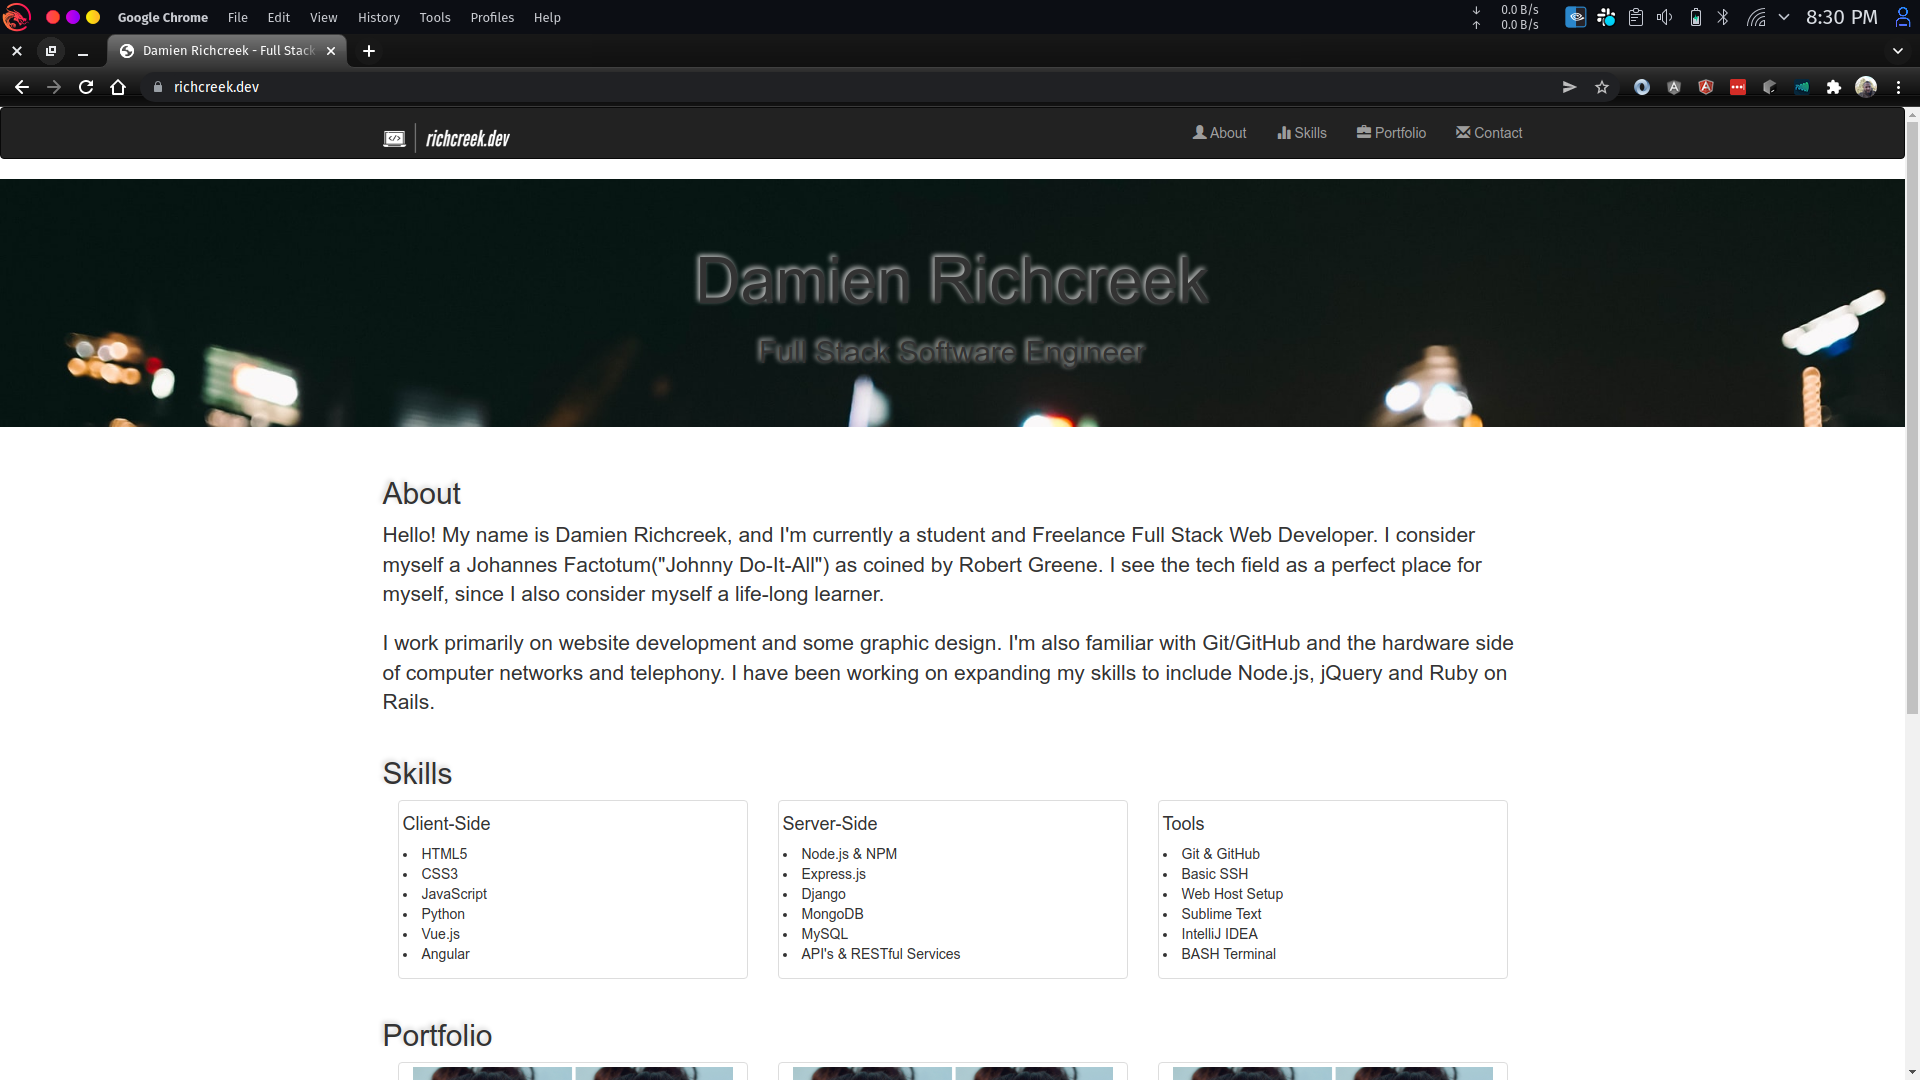 Google Chrome File Edit View History Tools Profiles Help 0.0 B/s 0.0 B/s 8:30 PM
Damien Richcreek - Full Stack
richcreek.dev
richcreek.dev About Skills Portfolio Contact
Damien Richcreek
Full Stack Software Engineer
About
Hello! My name is Damien Richcreek, and I'm currently a student and Freelance Full Stack Web Developer. I consider
myself a Johannes Factotum("Johnny Do-It-All") as coined by Robert Greene. I see the tech field as a perfect place for
myself, since I also consider myself a life-long learner.
I work primarily on website development and some graphic design. I'm also familiar with Git/GitHub and the hardware side
of computer networks and telephony. I have been working on expanding my skills to include Node.js, jQuery and Ruby on
Rails.
Skills
Client-Side
• HTML5
• CSS3
• JavaScript
• Python
• Vue.js
• Angular
Server-Side
• Node.js & NPM
• Express.js
• Django
• MongoDB
• MySQL
• API's & RESTful Services
Tools
• Git & GitHub
• Basic SSH
• Web Host Setup
• Sublime Text
• IntelliJ IDEA
• BASH Terminal
Portfolio